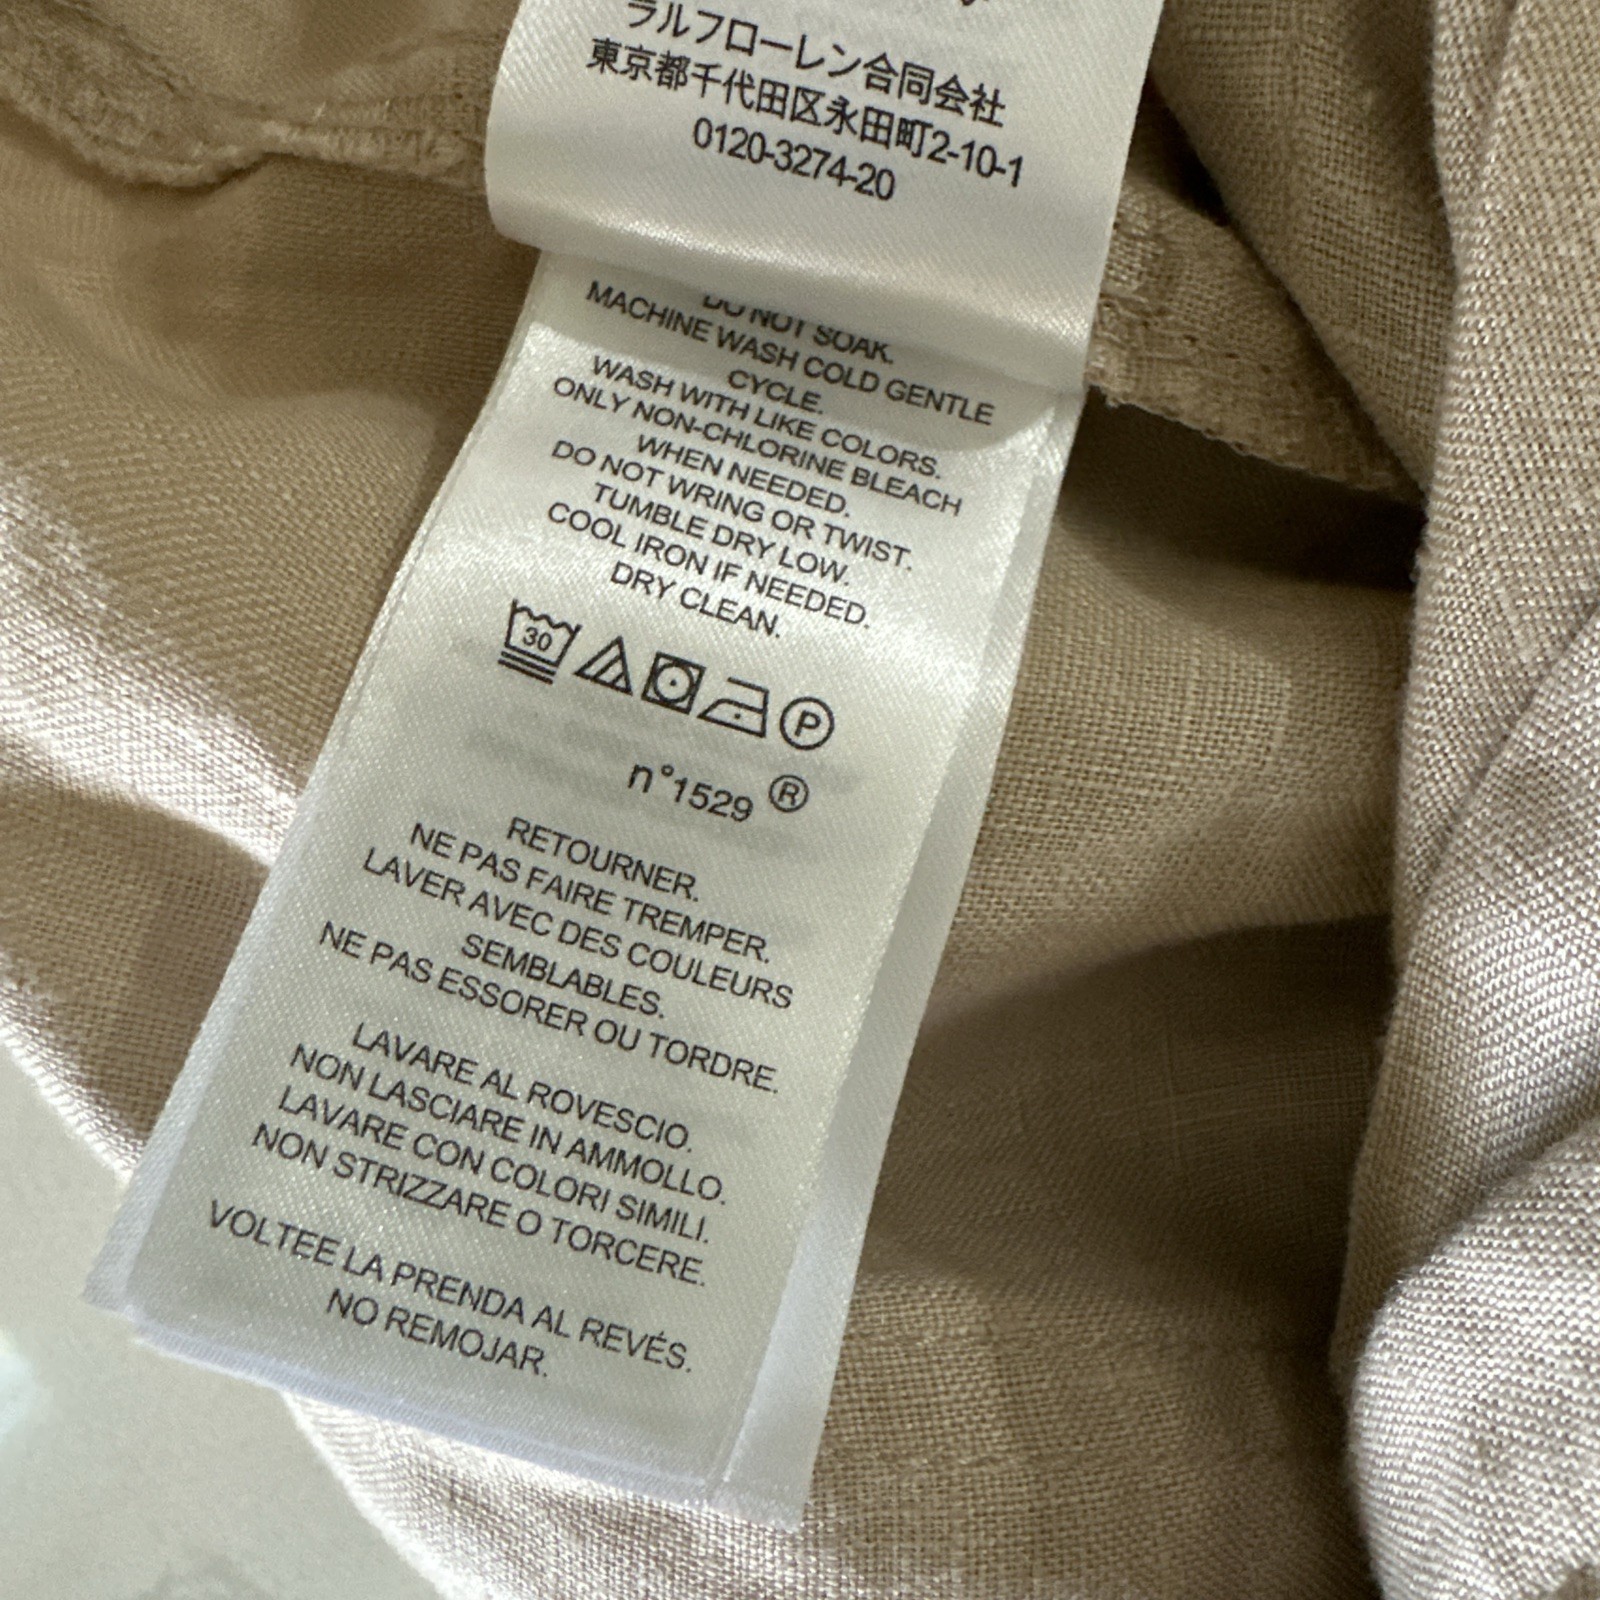 ラルフローレン合同会社
東京都千代田区永田町2-10-1
0120-3274-20
DO NOT SOAK.
MACHINE WASH COLD GENTLE
CYCLE.
WASH WITH LIKE COLORS.
ONLY NON-CHLORINE BLEACH
WHEN NEEDED.
DO NOT WRING OR TWIST.
TUMBLE DRY LOW.
COOL IRON IF NEEDED.
DRY CLEAN.
30 P
n°1529 ®
RETOURNER.
NE PAS FAIRE TREMPER.
LAVER AVEC DES COULEURS
SEMBLABLES.
NE PAS ESSORER OU TORDRE.
LAVARE AL ROVESCIO.
NON LASCIARE IN AMMOLLO.
LAVARE CON COLORI SIMILI.
NON STRIZZARE O TORCERE.
VOLTEE LA PRENDA AL REVÉS.
NO REMOJAR.